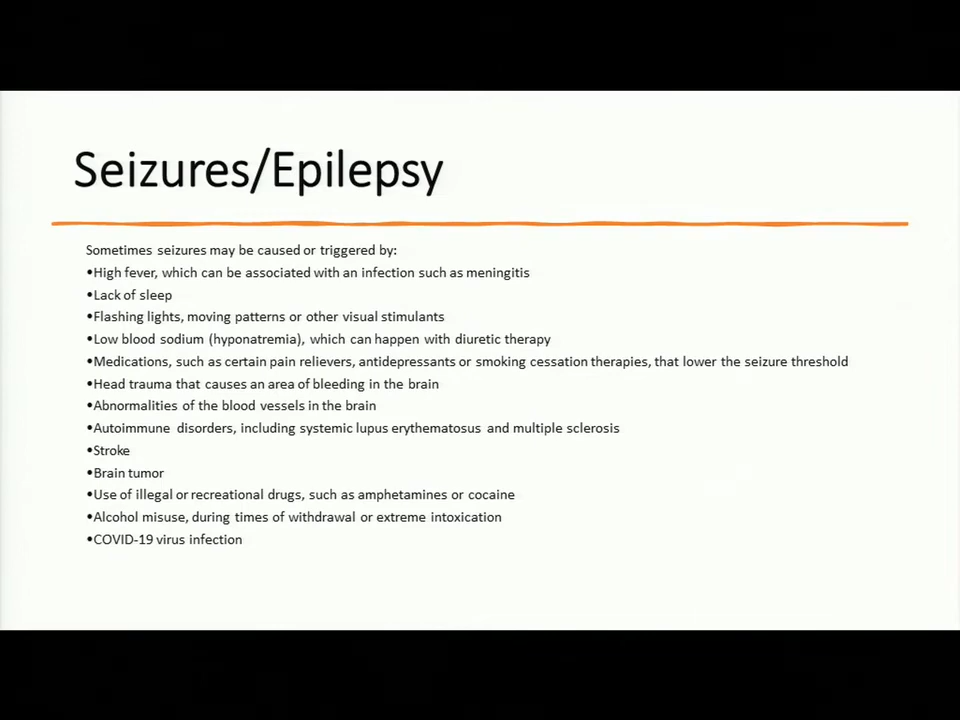 Seizures/Epilepsy
Sometimes seizures may be caused or triggered by:
•High fever, which can be associated with an infection such as meningitis
•Lack of sleep
•Flashing lights, moving patterns or other visual stimulants
•Low blood sodium (hyponatremia), which can happen with diuretic therapy
•Medications, such as certain pain relievers, antidepressants or smoking cessation therapies, that lower the seizure threshold
•Head trauma that causes an area of bleeding in the brain
•Abnormalities of the blood vessels in the brain
•Autoimmune disorders, including systemic lupus erythematosus and multiple sclerosis
•Stroke
•Brain tumor
•Use of illegal or recreational drugs, such as amphetamines or cocaine
•Alcohol misuse, during times of withdrawal or extreme intoxication
•COVID-19 virus infection